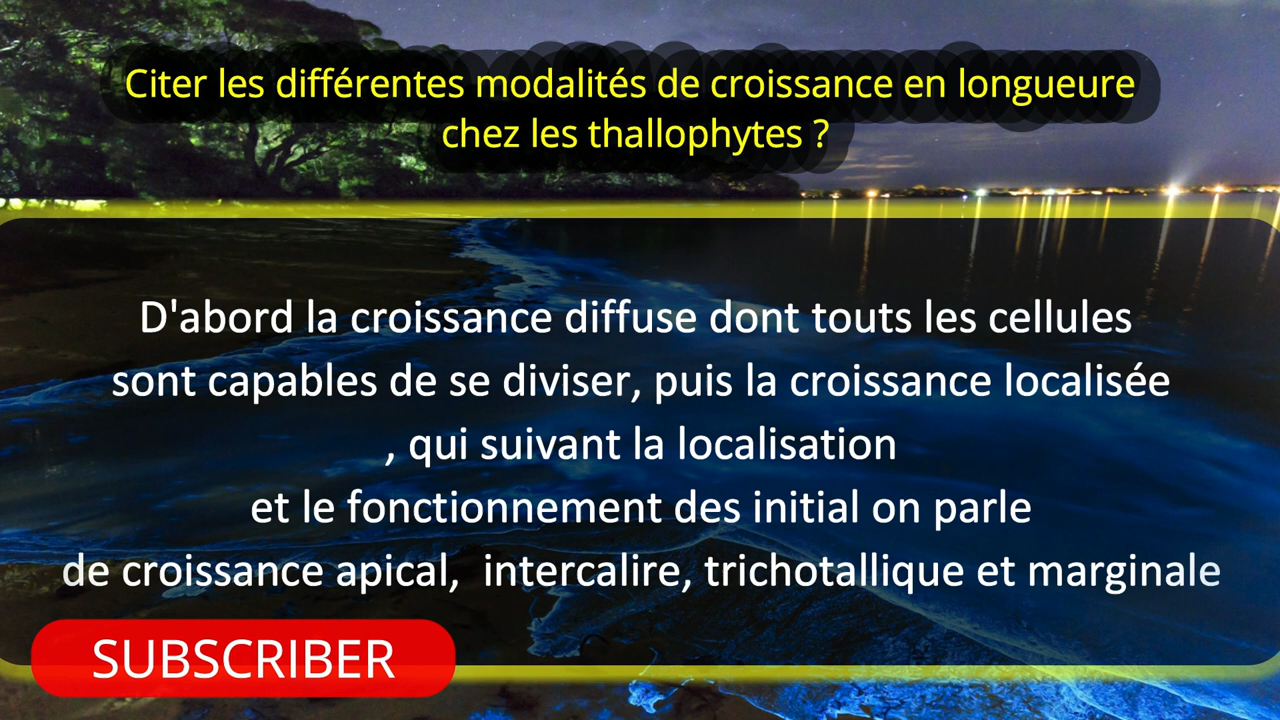 Citer les différentes modalités de croissance en longueure
chez les thallophytes ?
D'abord la croissance diffuse dont touts les cellules
sont capables de se diviser, puis la croissance localisée
, qui suivant la localisation
et le fonctionnement des initial on parle
de croissance apical,  intercalire, trichotallique et marginale
SUBSCRIBER